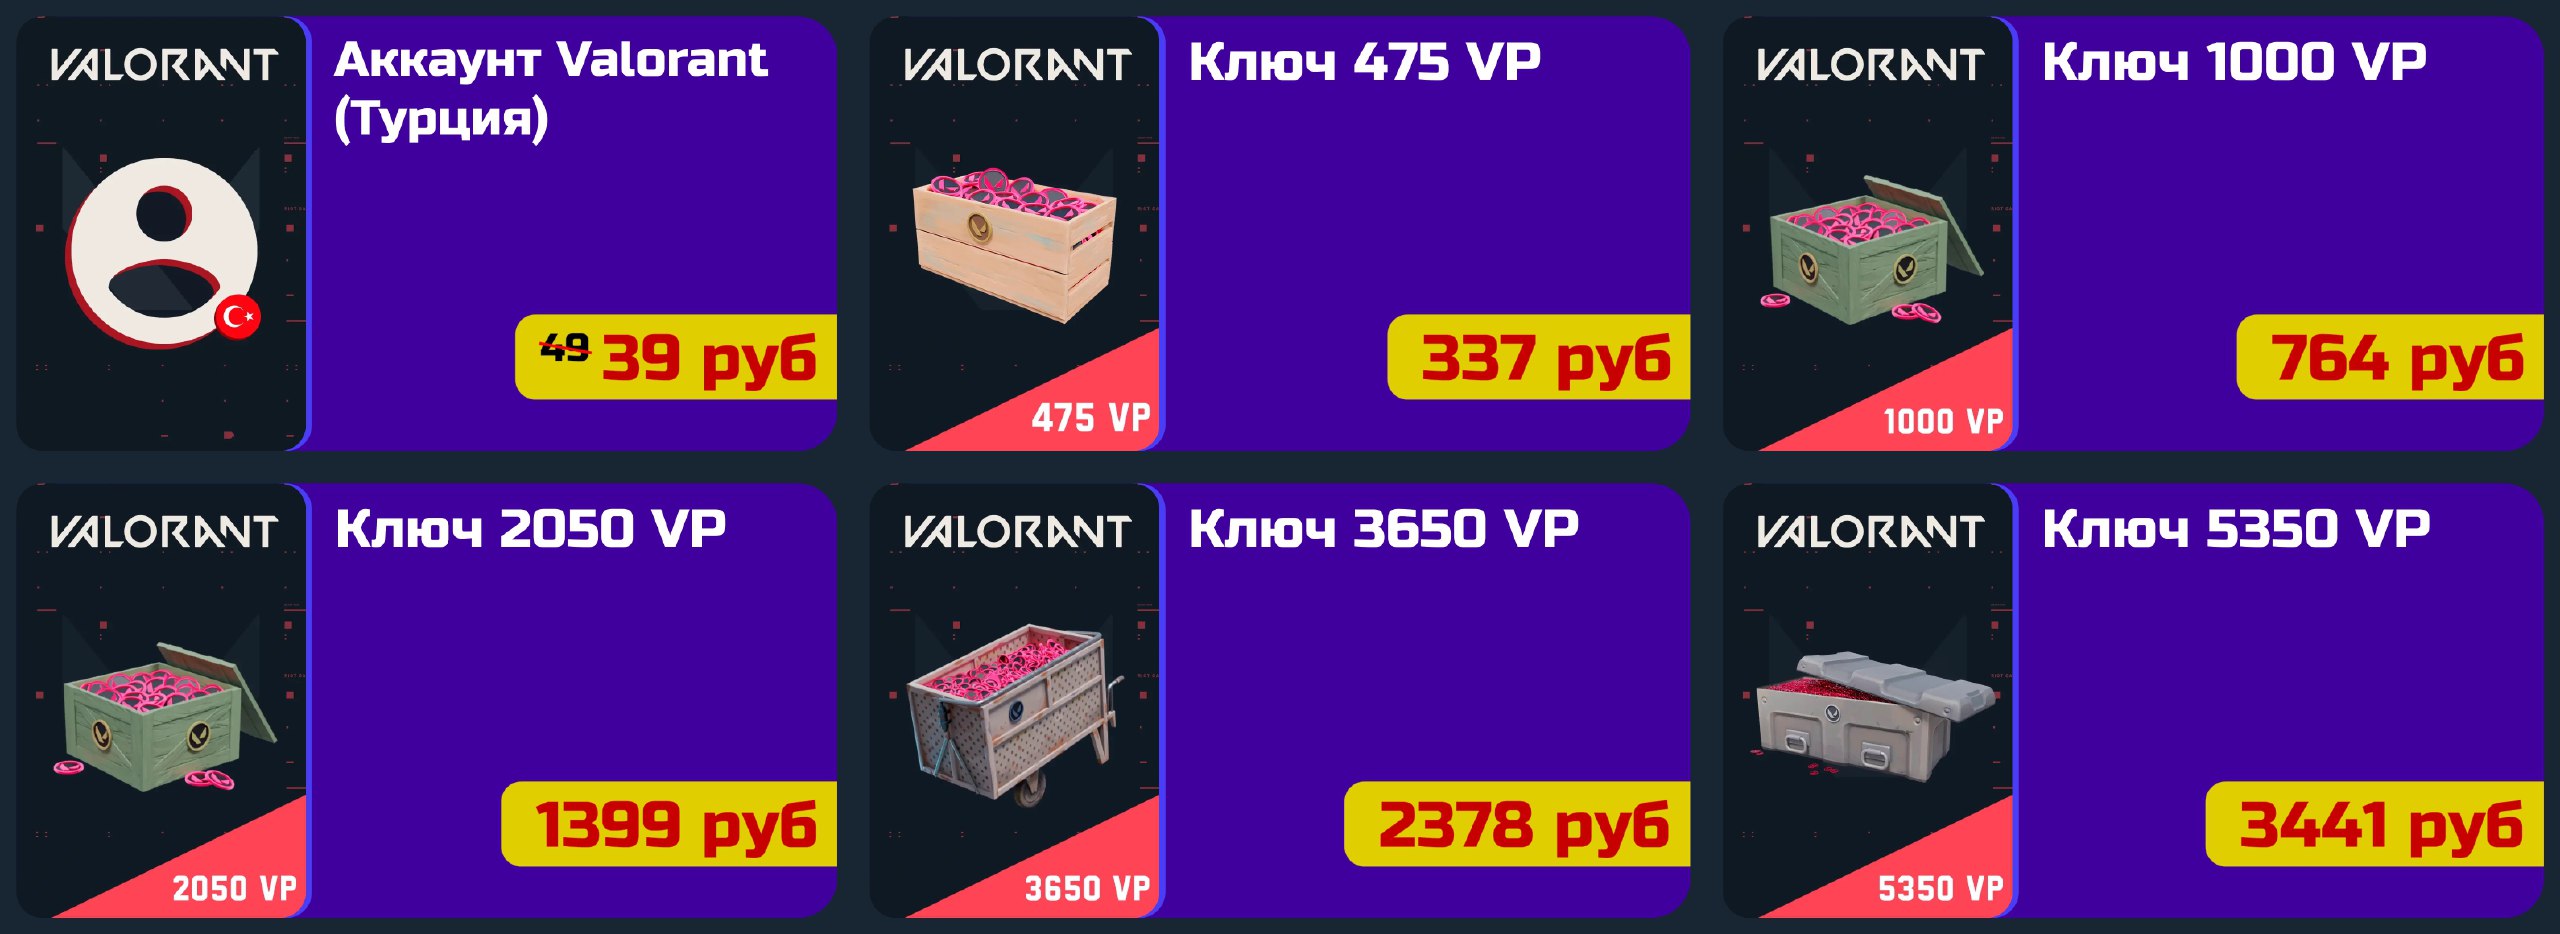 VALORANT
Аккаунт Valorant
(Турция)
49 39 руб
VALORANT
Ключ 475 VP
337 руб
475 VP
VALORANT
Ключ 1000 VP
764 руб
1000 VP
VALORANT
Ключ 2050 VP
1399 руб
2050 VP
VALORANT
Ключ 3650 VP
2378 руб
3650 VP
VALORANT
Ключ 5350 VP
3441 руб
5350 VP